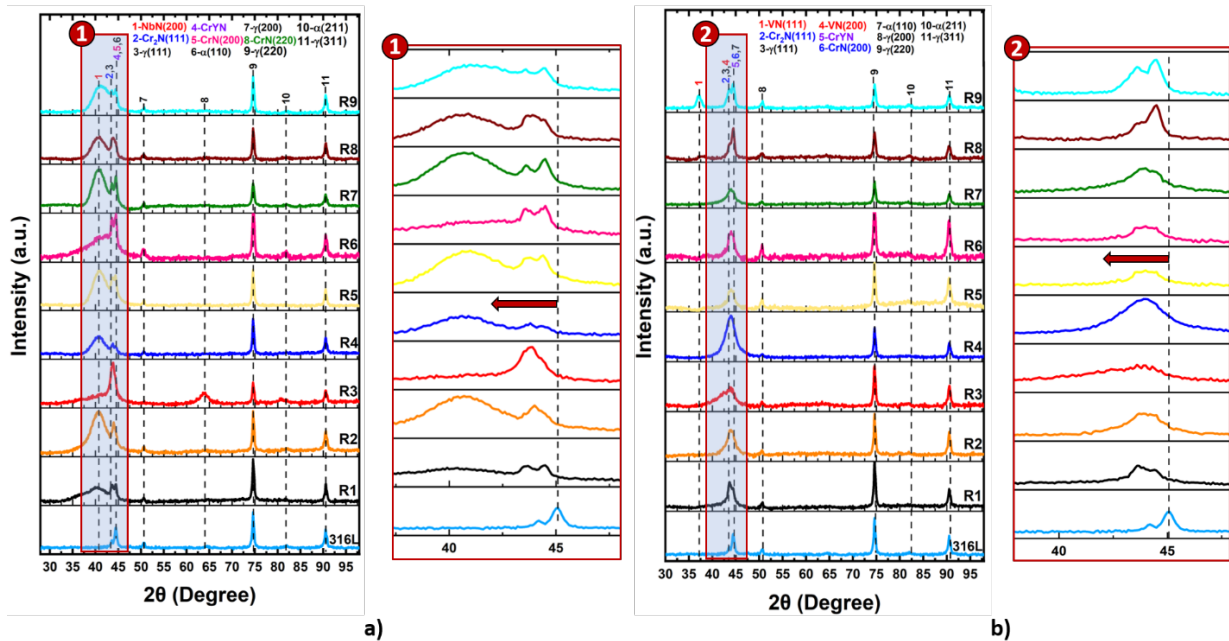 1
1-NbN(200) 4-CrYN 7-γ(200) 10-α(211)
2-Cr₂N(111) 5-CrN(200) 8-CrN(220) 11-γ(311)
3-γ(111) 6-α(110) 9-γ(220)
1
2,3
4,5,6
7
8
9
10
11
R9
R8
R7
R6
R5
R4
R3
R2
R1
316L
Intensity (a.u.)
30 35 40 45 50 55 60 65 70 75 80 85 90 95
2θ (Degree)
1
40 45
a)
2
1-VN(111) 4-VN(200) 7-α(110) 10-α(211)
2-Cr₂N(111) 5-CrYN 8-γ(200) 11-γ(311)
3-γ(111) 6-CrN(200) 9-γ(220)
1
2,3,4
5,6,7
8
9
10
11
R9
R8
R7
R6
R5
R4
R3
R2
R1
316L
Intensity (a.u.)
30 35 40 45 50 55 60 65 70 75 80 85 90 95
2θ (Degree)
2
40 45
b)